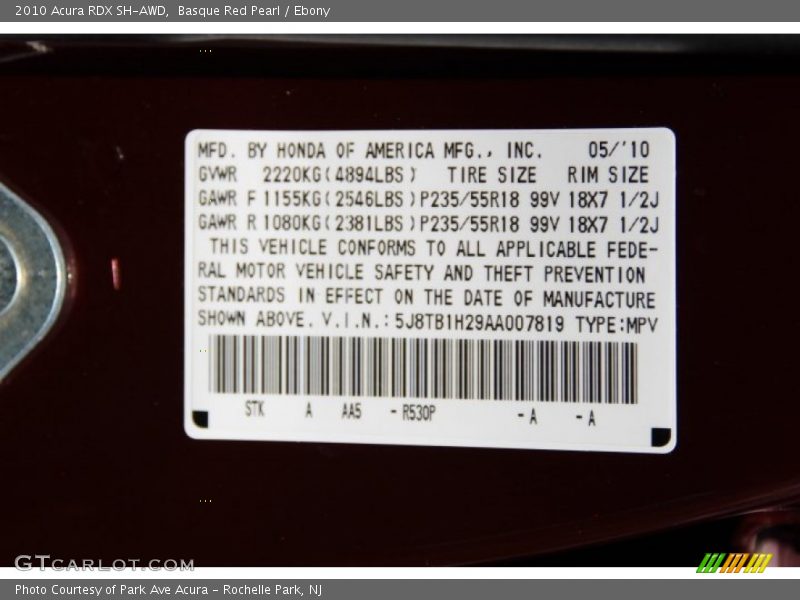 2010 Acura RDX SH-AWD, Basque Red Pearl / Ebony
MFD. BY HONDA OF AMERICA MFG., INC. 05/'10
GVWR 2220KG(4894LBS) TIRE SIZE RIM SIZE
GAWR F 1155KG(2546LBS) P235/55R18 99V 18X7 1/2J
GAWR R 1080KG(2381LBS) P235/55R18 99V 18X7 1/2J
THIS VEHICLE CONFORMS TO ALL APPLICABLE FEDE-
RAL MOTOR VEHICLE SAFETY AND THEFT PREVENTION
STANDARDS IN EFFECT ON THE DATE OF MANUFACTURE
SHOWN ABOVE. V.I.N.: 5J8TB1H29AA007819 TYPE:MPV
STK A AA5 - R530P - A - A
GTCARLOT.COM
Photo Courtesy of Park Ave Acura - Rochelle Park, NJ